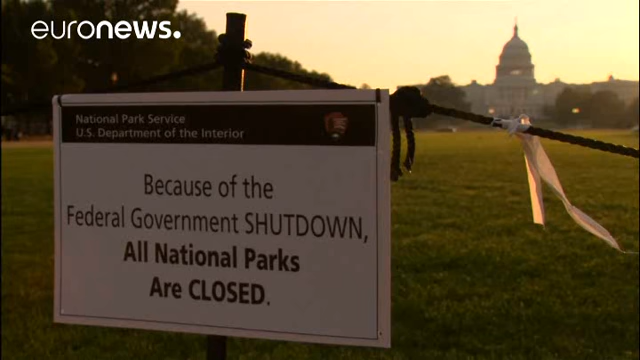 euronews.
National Park Service
U.S. Department of the Interior
Because of the
Federal Government SHUTDOWN,
All National Parks
Are CLOSED.